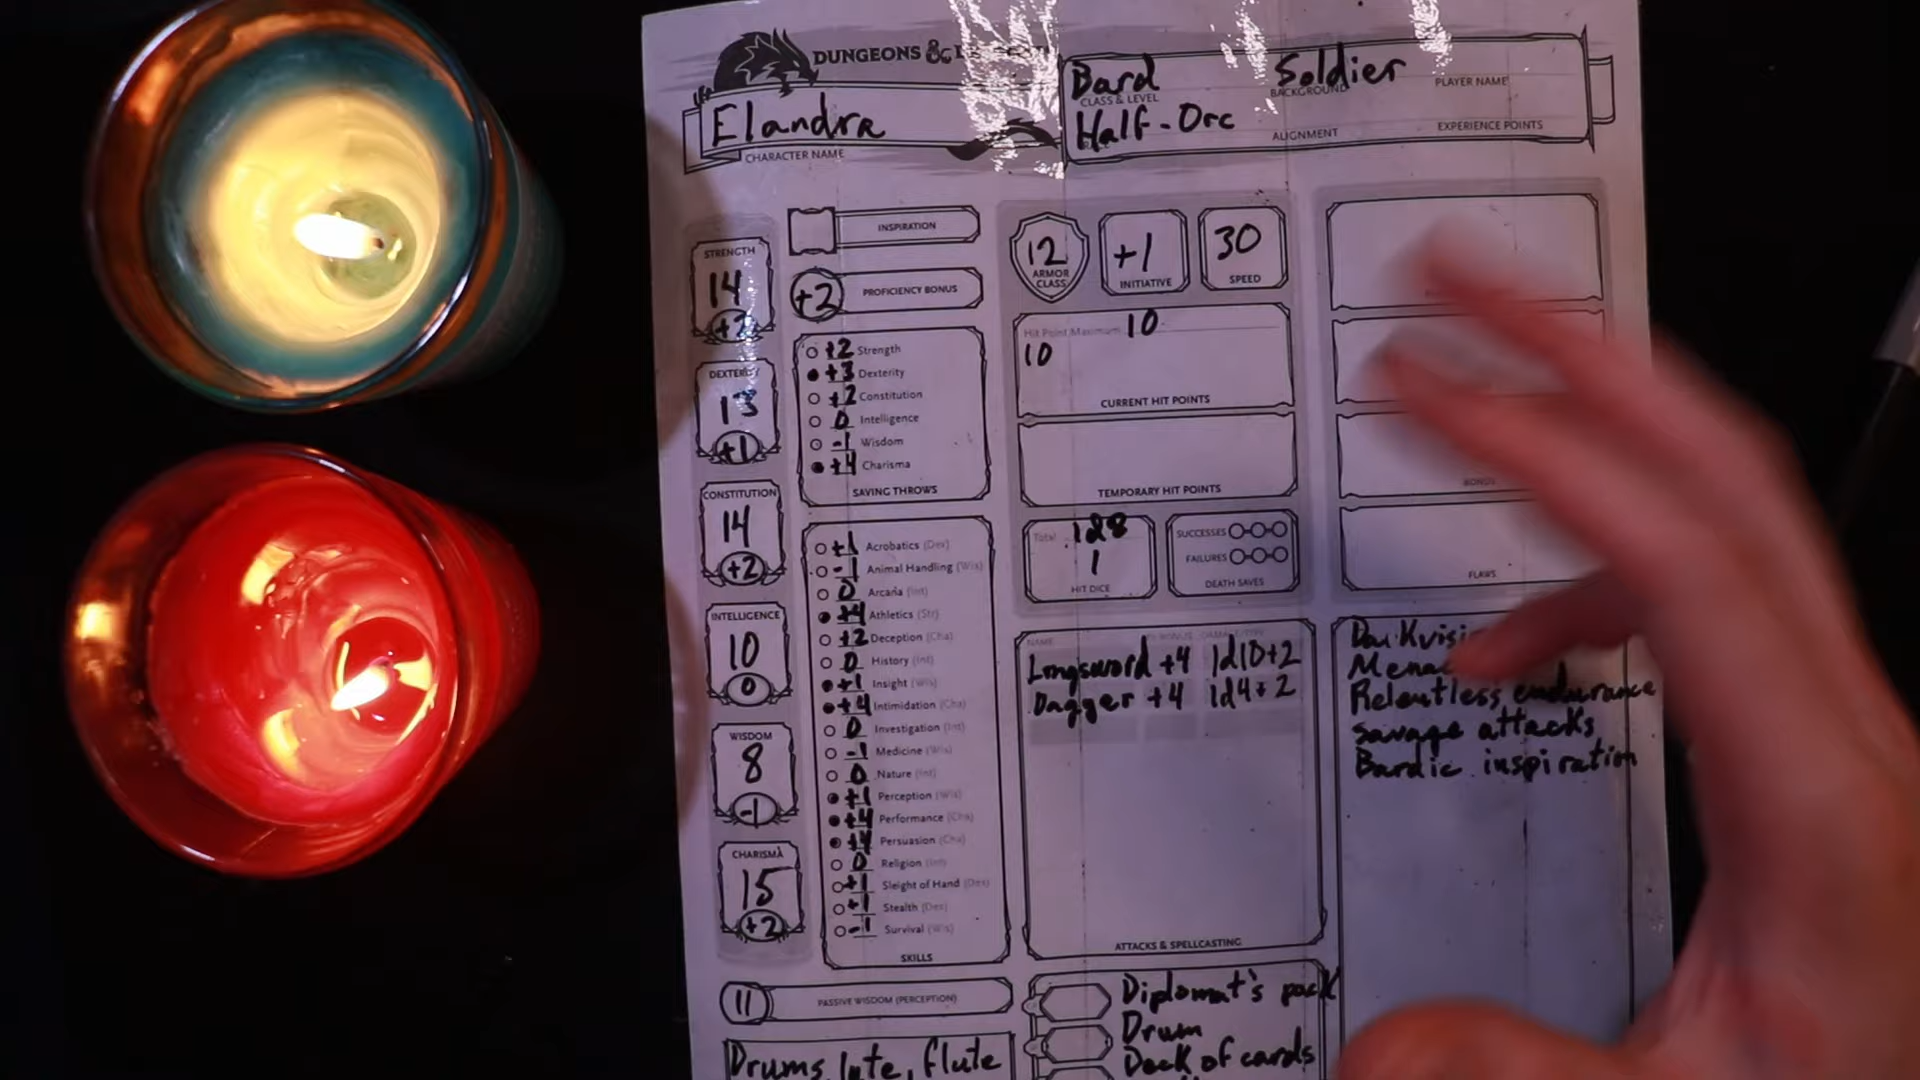 DUNGEONS &
Elandra
CHARACTER NAME
Bard
CLASS & LEVEL
Soldier
BACKGROUND
PLAYER NAME
Half-Orc
ALIGNMENT
EXPERIENCE POINTS
STRENGTH
14
+2
DEXTERITY
13
+1
CONSTITUTION
14
+2
INTELLIGENCE
10
0
WISDOM
8
-1
CHARISMA
15
+2
INSPIRATION
+2 PROFICIENCY BONUS
+2 Strength
+3 Dexterity
+2 Constitution
0 Intelligence
-1 Wisdom
+4 Charisma
SAVING THROWS
+1 Acrobatics (Dex)
-1 Animal Handling (Wis)
0 Arcana (Int)
+4 Athletics (Str)
+2 Deception (Cha)
0 History (Int)
+1 Insight (Wis)
+4 Intimidation (Cha)
0 Investigation (Int)
-1 Medicine (Wis)
0 Nature (Int)
+1 Perception (Wis)
+4 Performance (Cha)
+4 Persuasion (Cha)
0 Religion (Int)
+1 Sleight of Hand (Dex)
+1 Stealth (Dex)
-1 Survival (Wis)
SKILLS
11 PASSIVE WISDOM (PERCEPTION)
Drums, lute, flute
12
ARMOR
CLASS
+1
INITIATIVE
30
SPEED
Hit Point Maximum 10
10
CURRENT HIT POINTS
TEMPORARY HIT POINTS
Total 1d8
1
HIT DICE
SUCCESSES
FAILURES
DEATH SAVES
NAME
Longsword +4 1d10+2
Dagger +4 1d4+2
ATTACKS & SPELLCASTING
Diplomat's pack
Drum
Deck of cards
BONDS
FLAWS
Relentless endurance
Savage attacks
Bardic inspiration